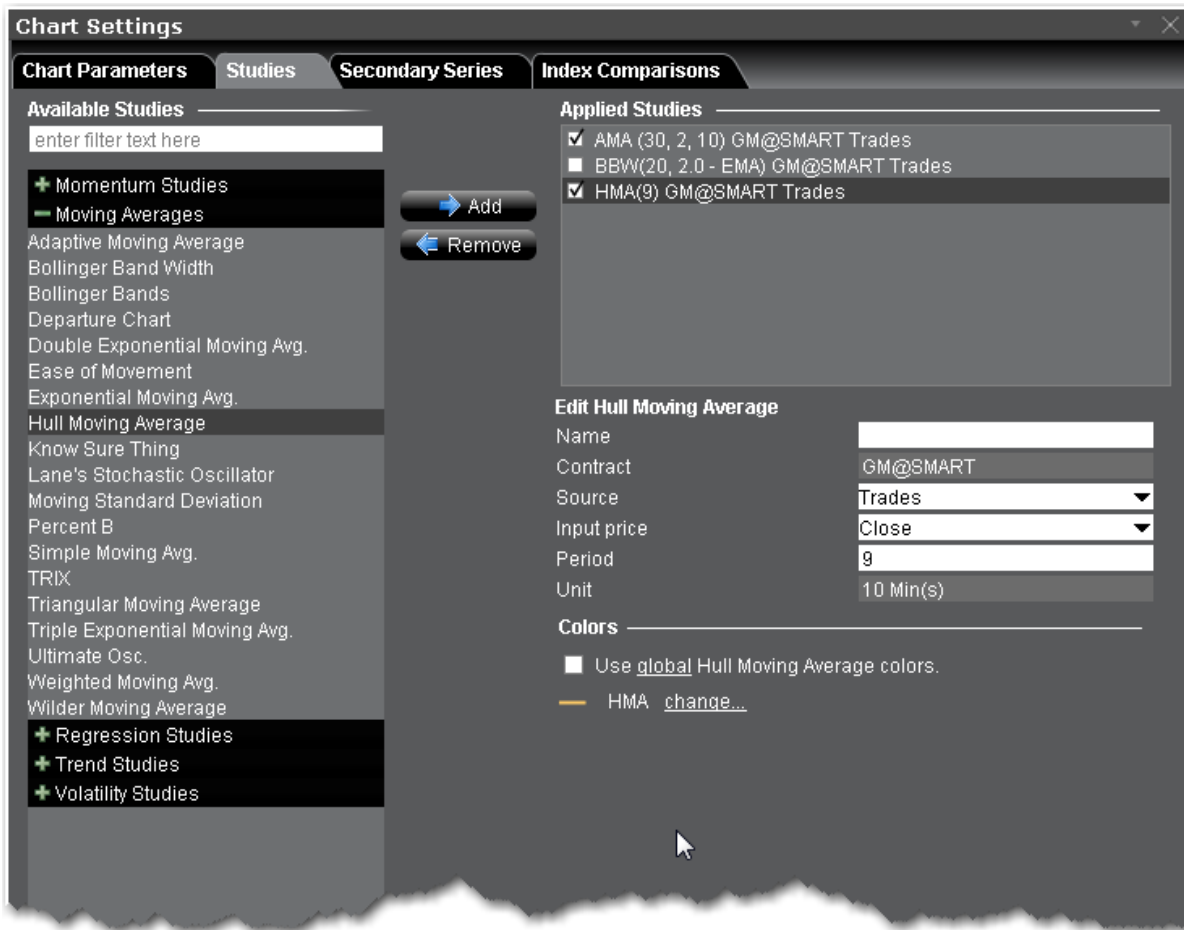 Chart Settings
Chart Parameters
Studies
Secondary Series
Index Comparisons
Available Studies
enter filter text here
Momentum Studies
Moving Averages
Adaptive Moving Average
Bollinger Band Width
Bollinger Bands
Departure Chart
Double Exponential Moving Avg.
Ease of Movement
Exponential Moving Avg.
Hull Moving Average
Know Sure Thing
Lane's Stochastic Oscillator
Moving Standard Deviation
Percent B
Simple Moving Avg.
TRIX
Triangular Moving Average
Triple Exponential Moving Avg.
Ultimate Osc.
Weighted Moving Avg.
Wilder Moving Average
Regression Studies
Trend Studies
Volatility Studies
Add
Remove
Applied Studies
AMA (30, 2, 10) GM@SMART Trades
BBW(20, 2.0 - EMA) GM@SMART Trades
HMA(9) GM@SMART Trades
Edit Hull Moving Average
Name
Contract GM@SMART
Source Trades
Input price Close
Period 9
Unit 10 Min(s)
Colors
Use global Hull Moving Average colors.
HMA change...